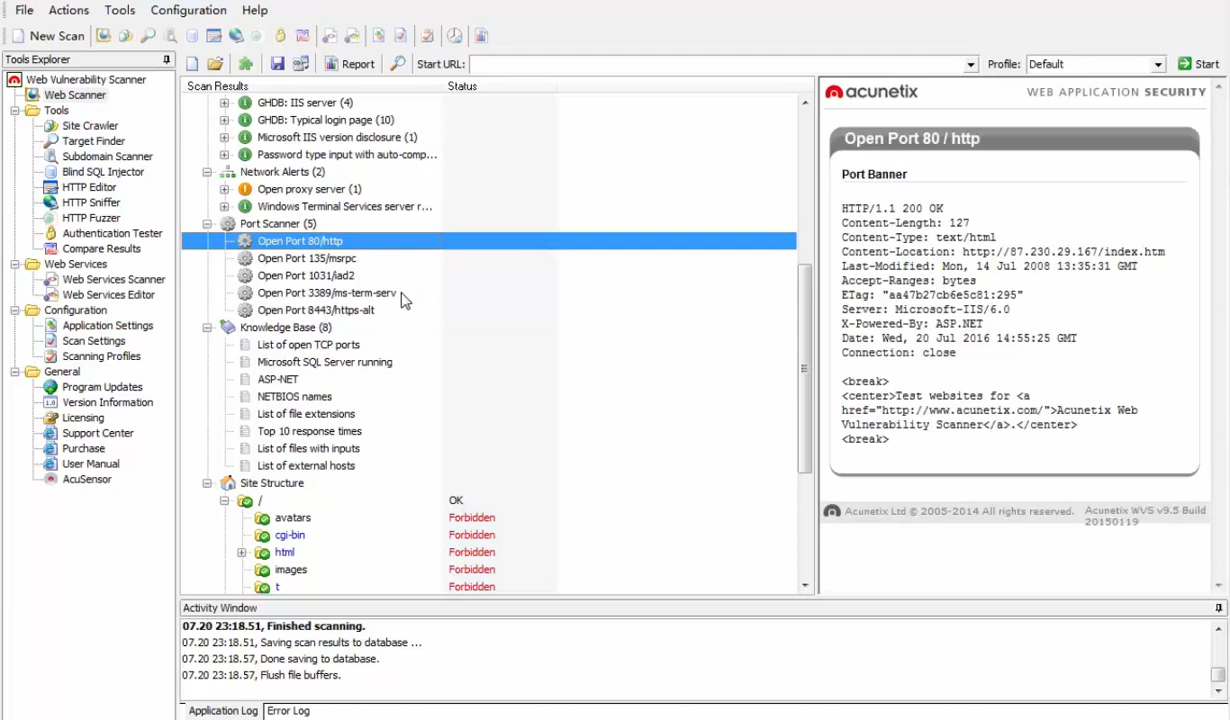 File Actions Tools Configuration Help
New Scan
Tools Explorer
Web Vulnerability Scanner
Web Scanner
Tools
Site Crawler
Target Finder
Subdomain Scanner
Blind SQL Injector
HTTP Editor
HTTP Sniffer
HTTP Fuzzer
Authentication Tester
Compare Results
Web Services
Web Services Scanner
Web Services Editor
Configuration
Application Settings
Scan Settings
Scanning Profiles
General
Program Updates
Version Information
Licensing
Support Center
Purchase
User Manual
AcuSensor
Report Start URL: Profile: Default Start
Scan Results Status
GHDB: IIS server (4)
GHDB: Typical login page (10)
Microsoft IIS version disclosure (1)
Password type input with auto-comp...
Network Alerts (2)
Open proxy server (1)
Windows Terminal Services server r...
Port Scanner (5)
Open Port 80/http
Open Port 135/msrpc
Open Port 1031/iad2
Open Port 3389/ms-term-serv
Open Port 8443/https-alt
Knowledge Base (8)
List of open TCP ports
Microsoft SQL Server running
ASP-NET
NETBIOS names
List of file extensions
Top 10 response times
List of files with inputs
List of external hosts
Site Structure
/ OK
avatars Forbidden
cgi-bin Forbidden
html Forbidden
images Forbidden
t Forbidden
acunetix WEB APPLICATION SECURITY
Open Port 80 / http
Port Banner
HTTP/1.1 200 OK
Content-Length: 127
Content-Type: text/html
Content-Location: http://87.230.29.167/index.htm
Last-Modified: Mon, 14 Jul 2008 13:35:31 GMT
Accept-Ranges: bytes
ETag: "aa47b27cb6e5c81:295"
Server: Microsoft-IIS/6.0
X-Powered-By: ASP.NET
Date: Wed, 20 Jul 2016 14:55:25 GMT
Connection: close
<break>
<center>Test websites for <a
href="http://www.acunetix.com/">Acunetix Web
Vulnerability Scanner</a>.</center>
<break>
Acunetix Ltd © 2005-2014 All rights reserved. Acunetix WVS v9.5 Build
20150119
Activity Window
07.20 23:18.51, Finished scanning.
07.20 23:18.51, Saving scan results to database ...
07.20 23:18.57, Done saving to database.
07.20 23:18.57, Flush file buffers.
Application Log Error Log